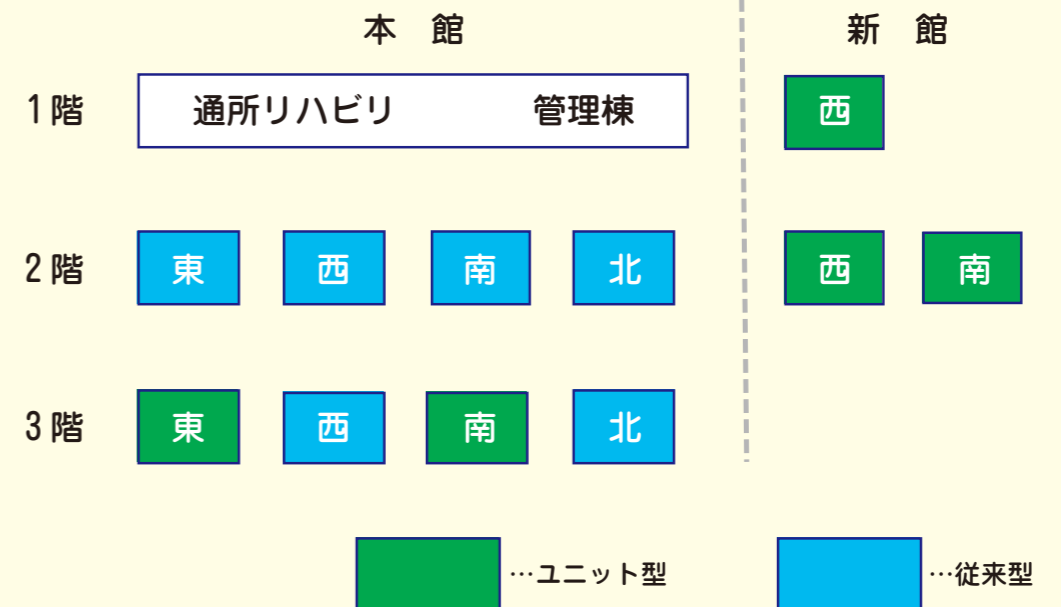 本 館 新 館
1階 通所リハビリ 管理棟 西
2階 東 西 南 北 西 南
3階 東 西 南 北
…ユニット型 …従来型